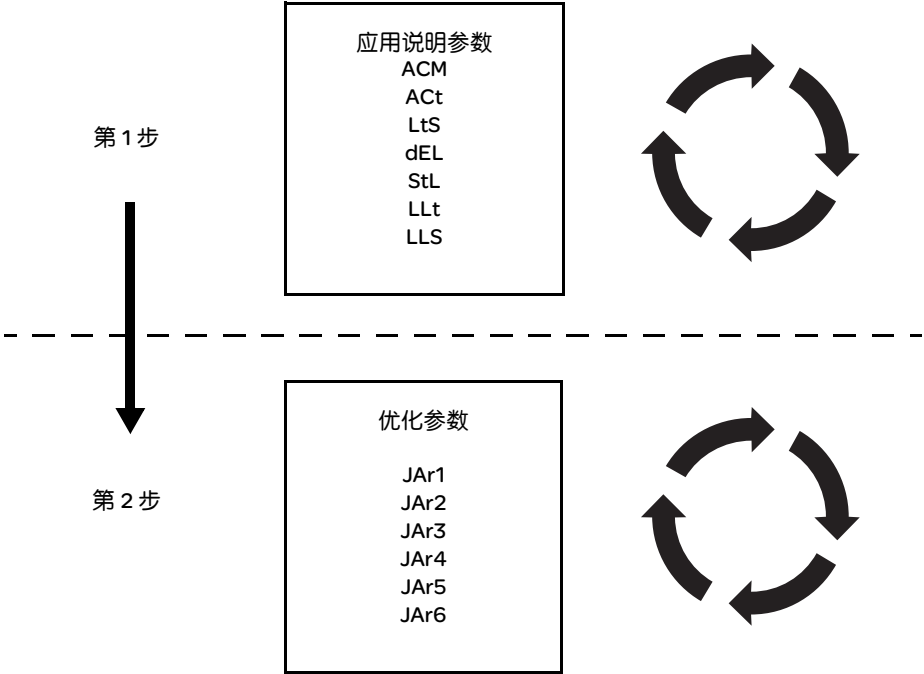 应用说明参数
ACM
ACt
LtS
dEL
StL
LLt
LLS
第 1 步
优化参数
JAr1
JAr2
JAr3
JAr4
JAr5
JAr6
第 2 步